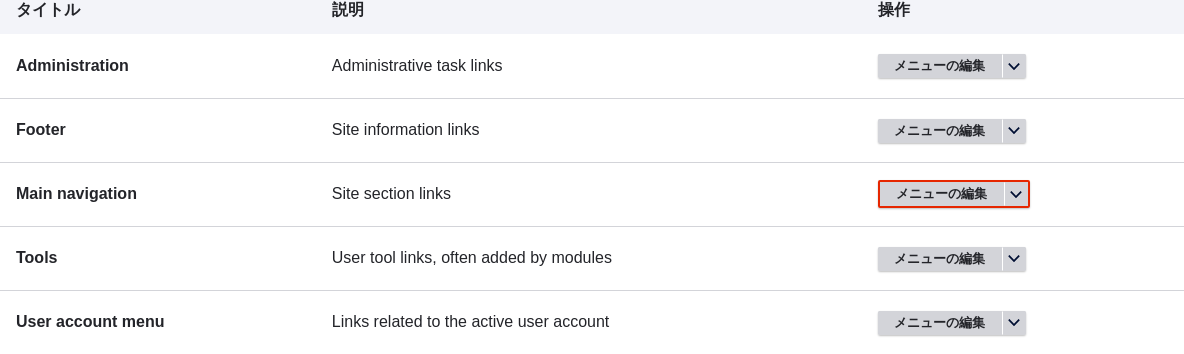 タイトル 説明 操作
Administration Administrative task links メニューの編集
Footer Site information links メニューの編集
Main navigation Site section links メニューの編集
Tools User tool links, often added by modules メニューの編集
User account menu Links related to the active user account メニューの編集